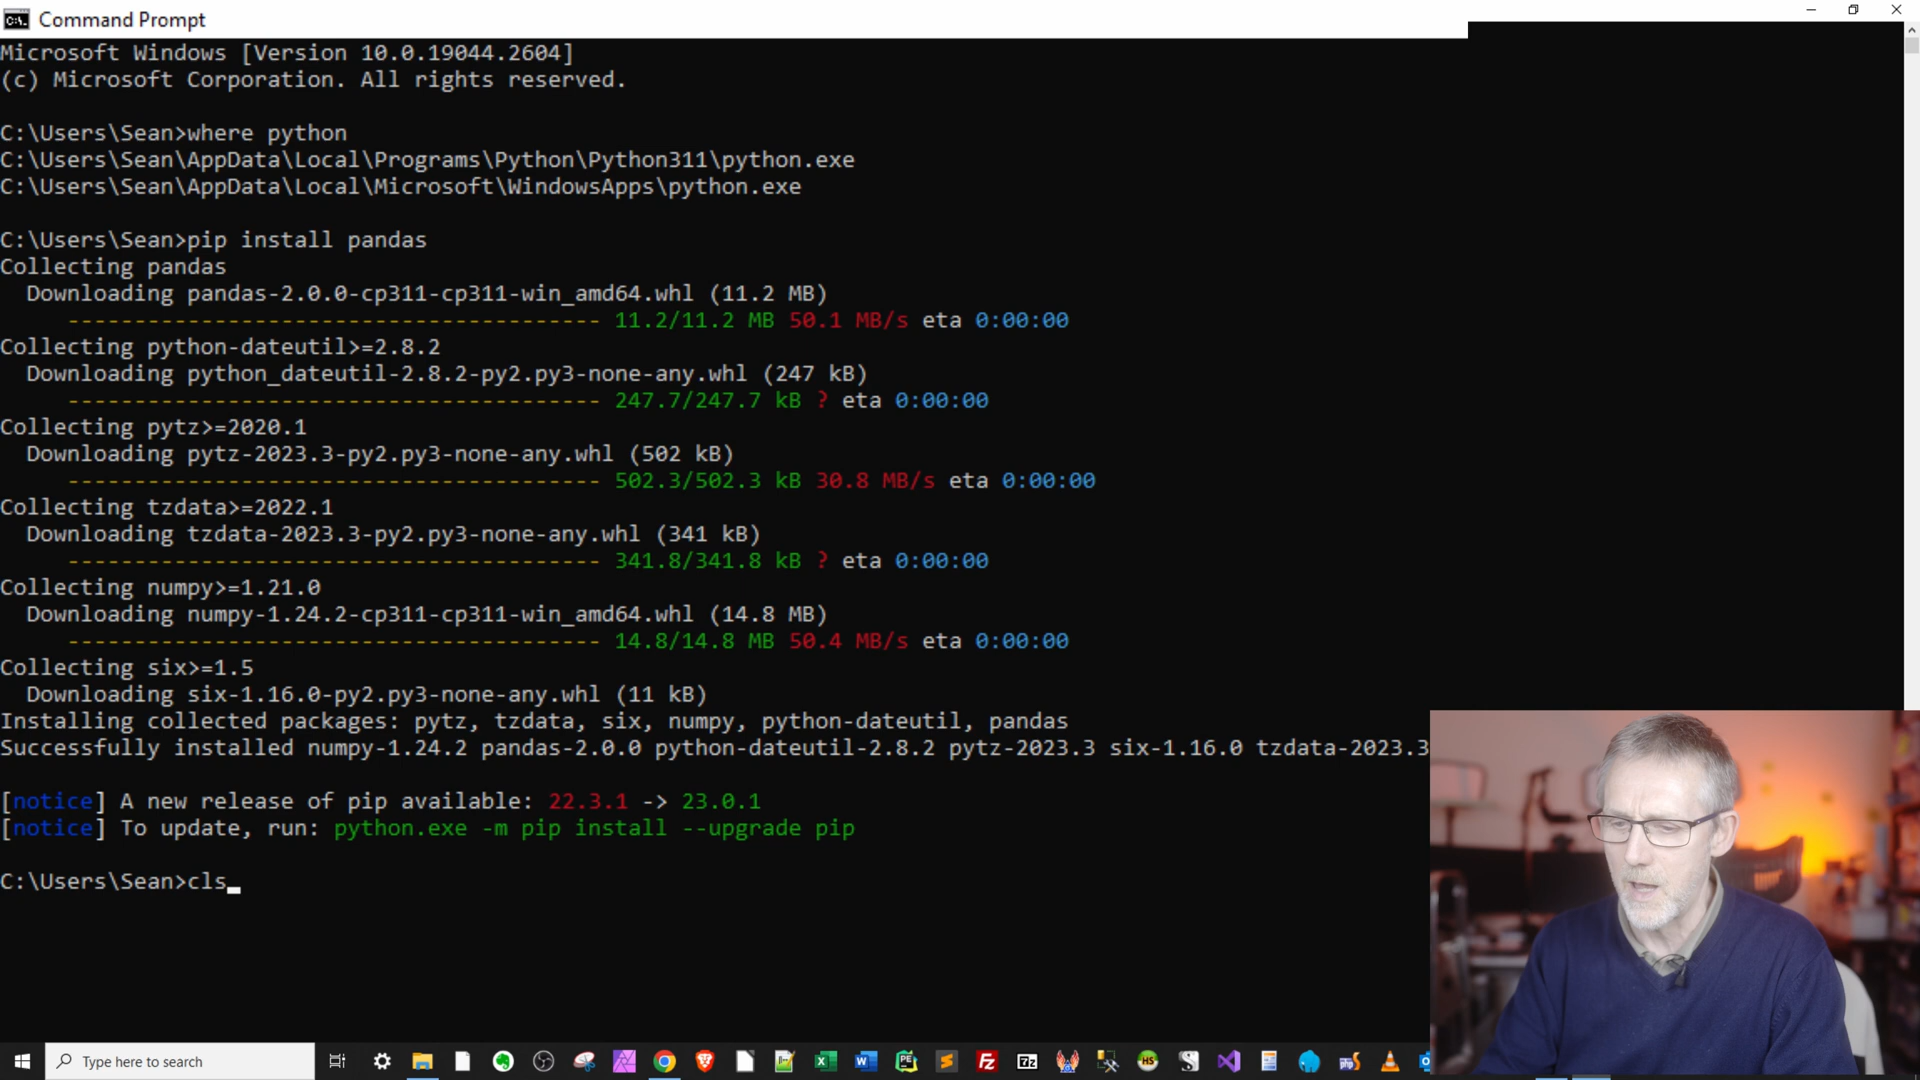 Command Prompt
Microsoft Windows [Version 10.0.19044.2604]
(c) Microsoft Corporation. All rights reserved.
C:\Users\Sean>where python
C:\Users\Sean\AppData\Local\Programs\Python\Python311\python.exe
C:\Users\Sean\AppData\Local\Microsoft\WindowsApps\python.exe
C:\Users\Sean>pip install pandas
Collecting pandas
Downloading pandas-2.0.0-cp311-cp311-win_amd64.whl (11.2 MB)
---------------------------------------- 11.2/11.2 MB 50.1 MB/s eta 0:00:00
Collecting python-dateutil>=2.8.2
Downloading python_dateutil-2.8.2-py2.py3-none-any.whl (247 kB)
---------------------------------------- 247.7/247.7 kB ? eta 0:00:00
Collecting pytz>=2020.1
Downloading pytz-2023.3-py2.py3-none-any.whl (502 kB)
---------------------------------------- 502.3/502.3 kB 30.8 MB/s eta 0:00:00
Collecting tzdata>=2022.1
Downloading tzdata-2023.3-py2.py3-none-any.whl (341 kB)
---------------------------------------- 341.8/341.8 kB ? eta 0:00:00
Collecting numpy>=1.21.0
Downloading numpy-1.24.2-cp311-cp311-win_amd64.whl (14.8 MB)
---------------------------------------- 14.8/14.8 MB 50.4 MB/s eta 0:00:00
Collecting six>=1.5
Downloading six-1.16.0-py2.py3-none-any.whl (11 kB)
Installing collected packages: pytz, tzdata, six, numpy, python-dateutil, pandas
Successfully installed numpy-1.24.2 pandas-2.0.0 python-dateutil-2.8.2 pytz-2023.3 six-1.16.0 tzdata-2023.3
[notice] A new release of pip available: 22.3.1 -> 23.0.1
[notice] To update, run: python.exe -m pip install --upgrade pip
C:\Users\Sean>cls_
Type here to search